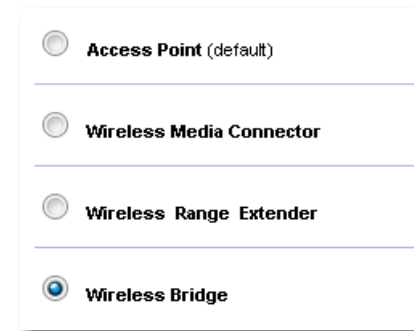 Access Point (default)
Wireless Media Connector
Wireless Range Extender
Wireless Bridge